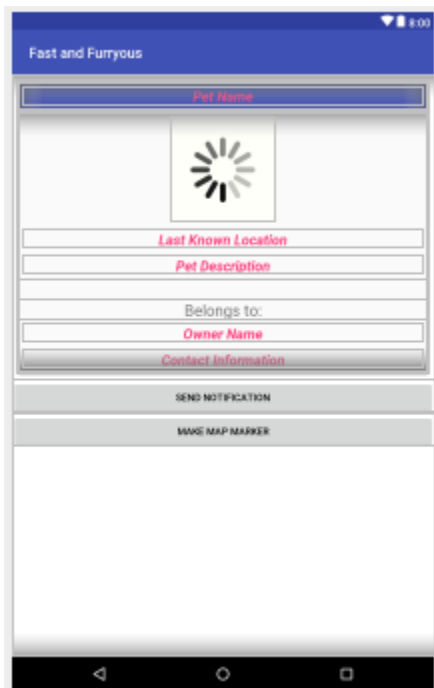 8:00
Fast and Furryous
Pet Name
Last Known Location
Pet Description
Belongs to:
Owner Name
Contact Information
SEND NOTIFICATION
MAKE MAP MARKER